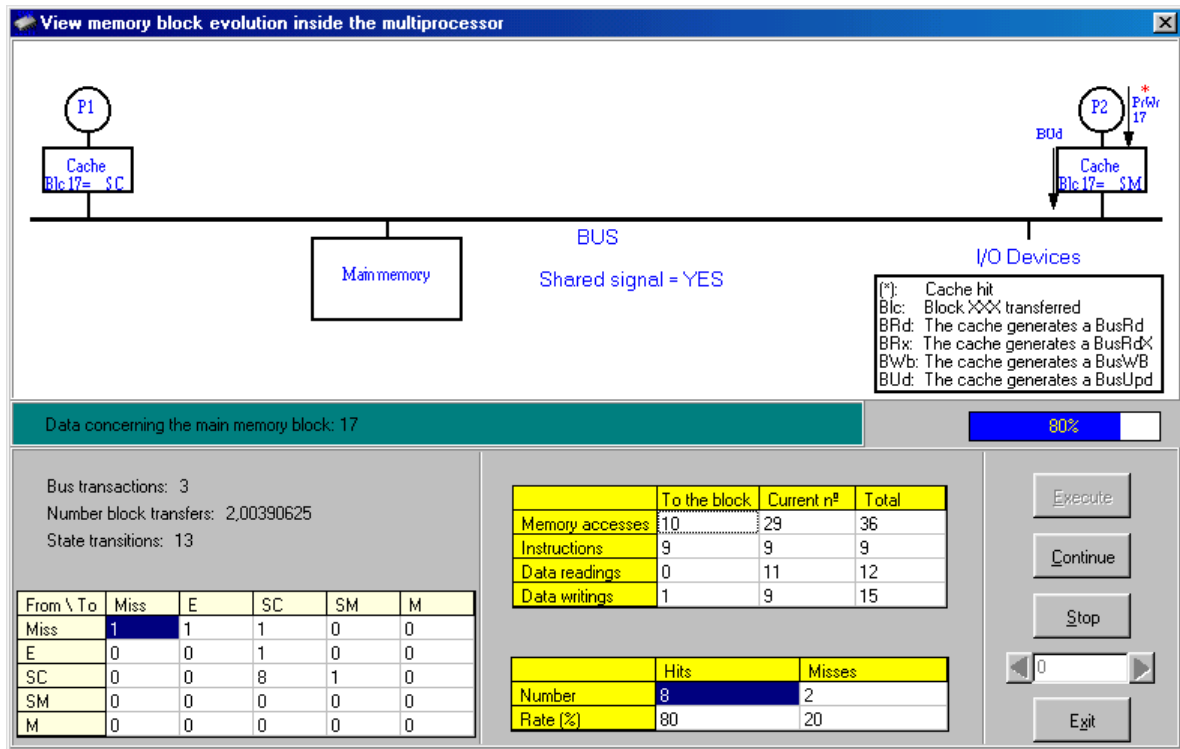 View memory block evolution inside the multiprocessor
P1
Cache
Blc 17= SC
P2
*
PrWr
17
BUd
Cache
Blc 17= SM
BUS
Main memory
Shared signal = YES
I/O Devices
(*): Cache hit
Blc: Block XXX transferred
BRd: The cache generates a BusRd
BRx: The cache generates a BusRdX
BWb: The cache generates a BusWB
BUd: The cache generates a BusUpd
Data concerning the main memory block: 17
80%
Bus transactions: 3
Number block transfers: 2,00390625
State transitions: 13
From \ To Miss E SC SM M
Miss 1 1 1 0 0
E 0 0 1 0 0
SC 0 0 8 1 0
SM 0 0 0 0 0
M 0 0 0 0 0
To the block Current nº Total
Memory accesses 10 29 36
Instructions 9 9 9
Data readings 0 11 12
Data writings 1 9 15
Hits Misses
Number 8 2
Rate (%) 80 20
Execute
Continue
Stop
0
Exit